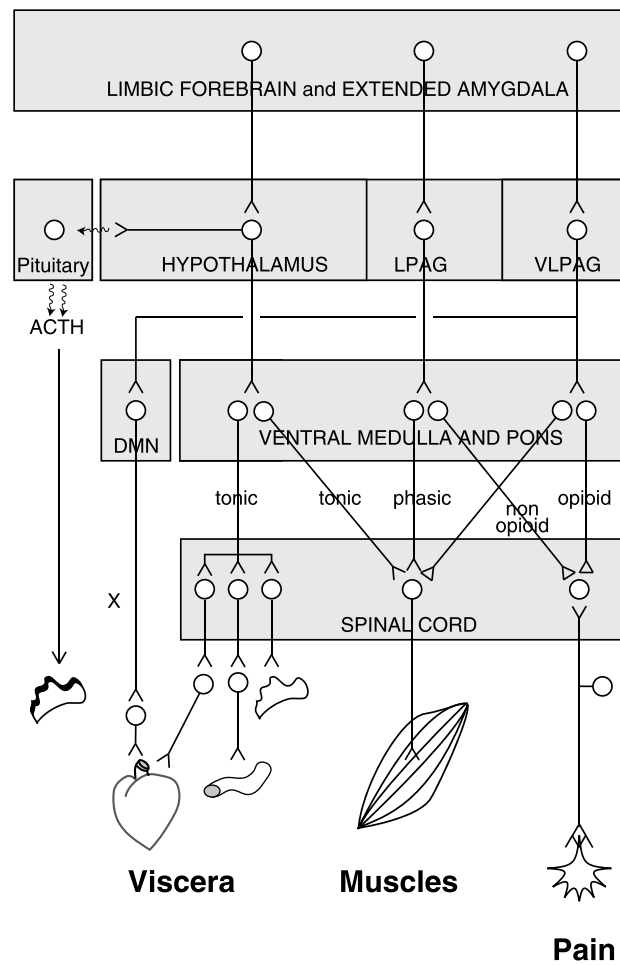 LIMBIC FOREBRAIN and EXTENDED AMYGDALA
Pituitary
HYPOTHALAMUS
LPAG
VLPAG
ACTH
DMN
VENTRAL MEDULLA AND PONS
tonic
tonic
phasic
non
opioid
opioid
X
SPINAL CORD
Viscera
Muscles
Pain